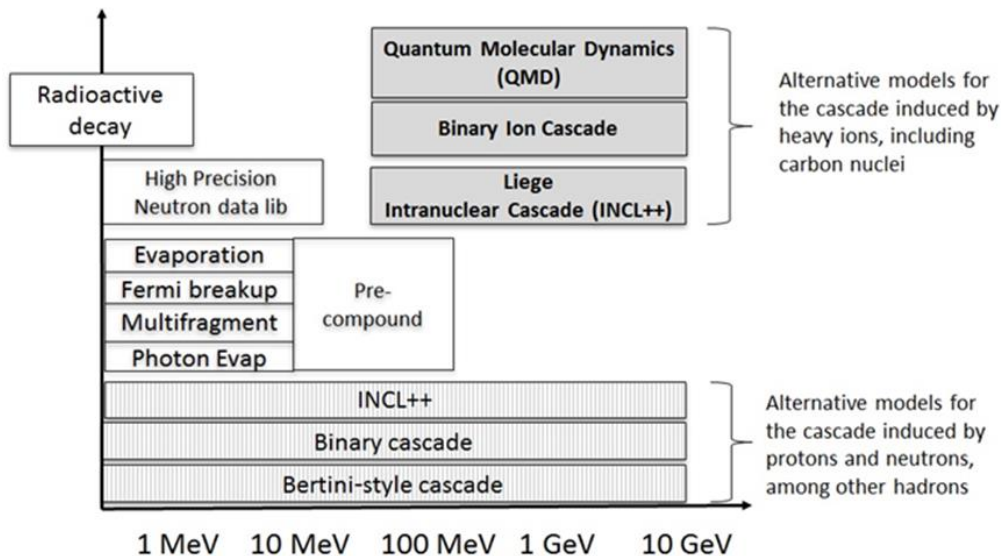 Quantum Molecular Dynamics
(QMD)
Binary Ion Cascade
Liege
Intranuclear Cascade (INCL++)
Alternative models for
the cascade induced by
heavy ions, including
carbon nuclei
Radioactive
decay
High Precision
Neutron data lib
Evaporation
Fermi breakup
Multifragment
Photon Evap
Pre-
compound
INCL++
Binary cascade
Bertini-style cascade
Alternative models for
the cascade induced by
protons and neutrons,
among other hadrons
1 MeV 10 MeV 100 MeV 1 GeV 10 GeV